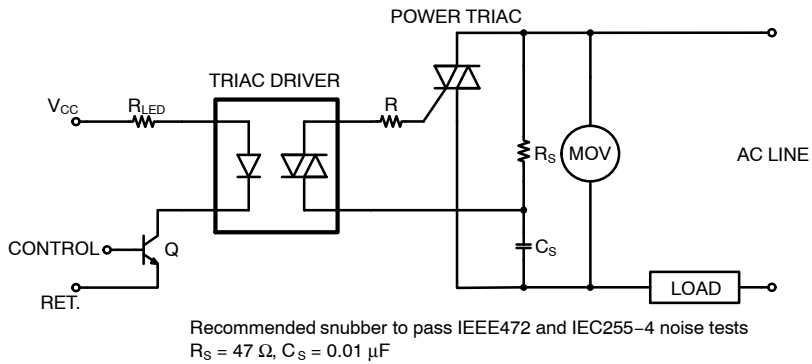 POWER TRIAC
TRIAC DRIVER
VCC
RLED
R
RS
MOV
AC LINE
CONTROL
Q
CS
RET.
LOAD
Recommended snubber to pass IEEE472 and IEC255−4 noise tests
RS = 47 Ω, CS = 0.01 μF